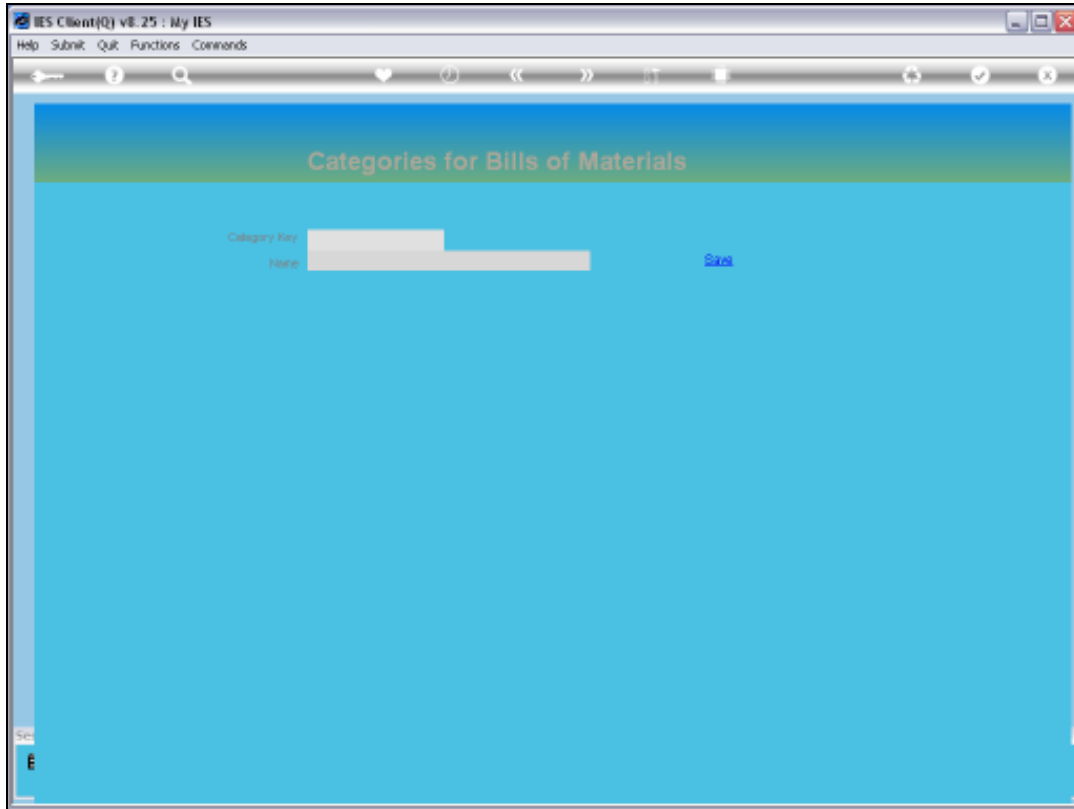 IES Client(Q) v8.25 : My IES
Help Submit Quit Functions Commands
Categories for Bills of Materials
Category Key
Name
Save
Se